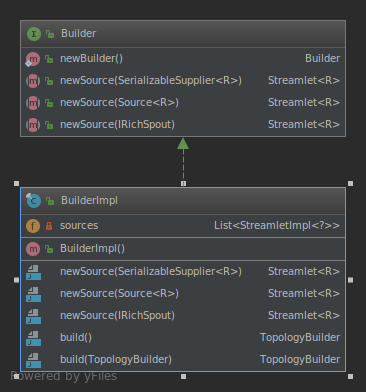 Builder
newBuilder() Builder
newSource(SerializableSupplier<R>) Streamlet<R>
newSource(Source<R>) Streamlet<R>
newSource(IRichSpout) Streamlet<R>
BuilderImpl
sources List<StreamletImpl<?>>
BuilderImpl()
newSource(SerializableSupplier<R>) Streamlet<R>
newSource(Source<R>) Streamlet<R>
newSource(IRichSpout) Streamlet<R>
build() TopologyBuilder
build(TopologyBuilder) TopologyBuilder
Powered by yFiles